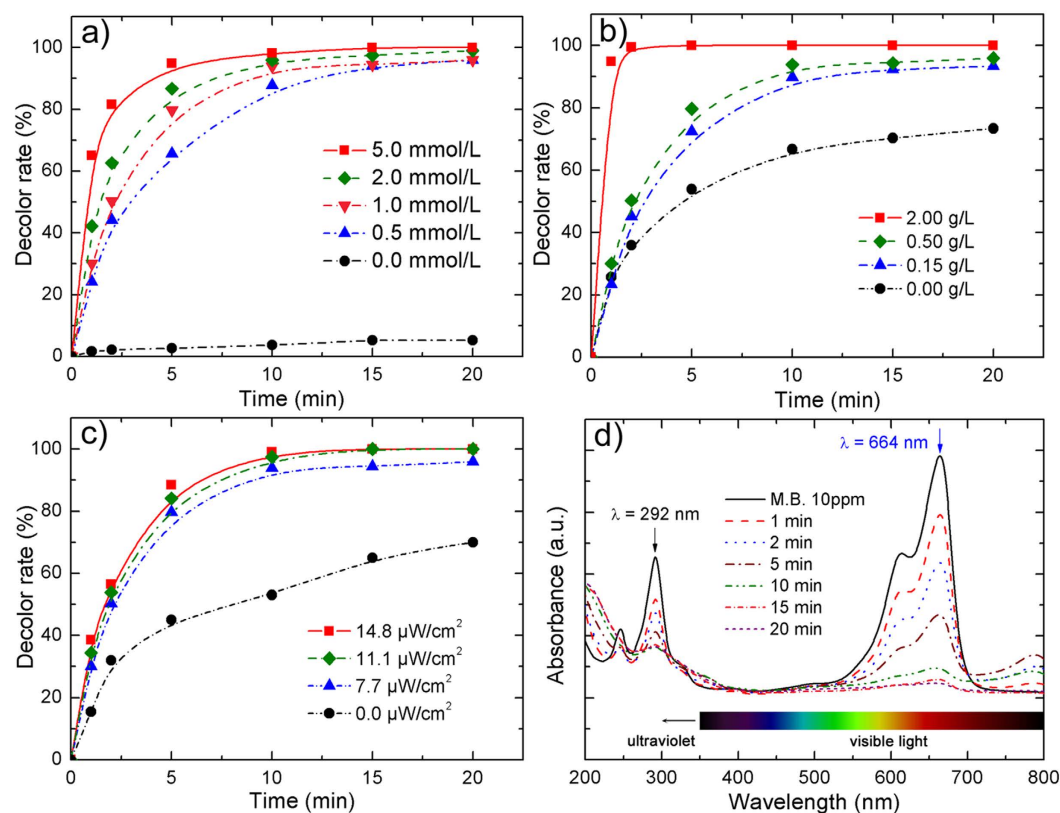 a)
100
80
60
40
20
0
Decolor rate (%)
5.0 mmol/L
2.0 mmol/L
1.0 mmol/L
0.5 mmol/L
0.0 mmol/L
0 5 10 15 20
Time (min)
b)
100
80
60
40
20
0
Decolor rate (%)
2.00 g/L
0.50 g/L
0.15 g/L
0.00 g/L
0 5 10 15 20
Time (min)
c)
100
80
60
40
20
0
Decolor rate (%)
14.8 µW/cm²
11.1 µW/cm²
7.7 µW/cm²
0.0 µW/cm²
0 5 10 15 20
Time (min)
d)
λ = 664 nm
λ = 292 nm
M.B. 10ppm
1 min
2 min
5 min
10 min
15 min
20 min
Absorbance (a.u.)
ultraviolet visible light
200 300 400 500 600 700 800
Wavelength (nm)